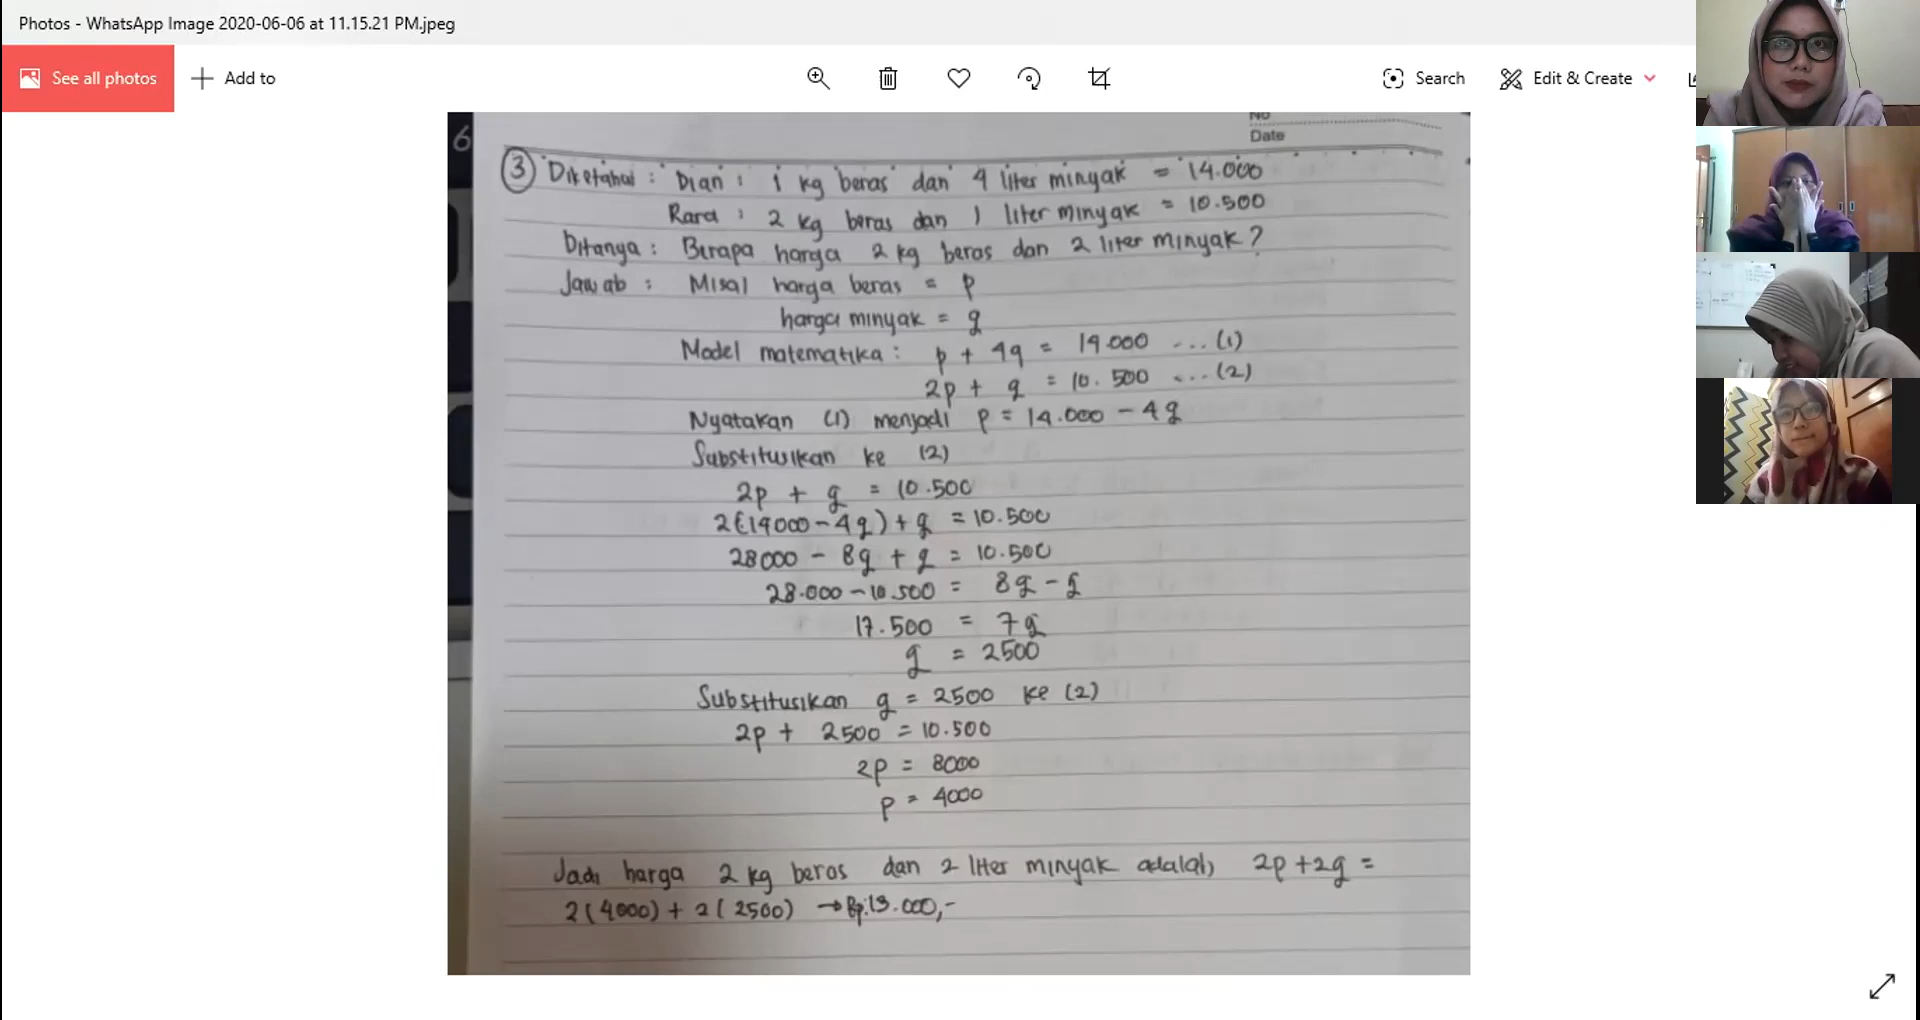 Photos - WhatsApp Image 2020-06-06 at 11.15.21 PM.jpeg
See all photos
Add to
Search
Edit & Create
No
Date
6
3 Diketahui : Dian : 1 kg beras dan 4 liter minyak = 14.000
Rara : 2 kg beras dan 1 liter minyak = 10.500
Ditanya : Berapa harga 2 kg beras dan 2 liter minyak?
Jawab : Misal harga beras = p
harga minyak = q
Model matematika : p + 4q = 14.000 ... (1)
2p + q = 10.500 ... (2)
Nyatakan (1) menjadi p = 14.000 - 4q
Substitusikan ke (2)
2p + q = 10.500
2(14000 - 4q) + q = 10.500
28000 - 8q + q = 10.500
28.000 - 10.500 = 8q - q
17.500 = 7q
q = 2500
Substitusikan q = 2500 ke (2)
2p + 2500 = 10.500
2p = 8000
p = 4000
Jadi harga 2 kg beras dan 2 liter minyak adalah 2p + 2q =
2(4000) + 2(2500) → Rp.13.000,-